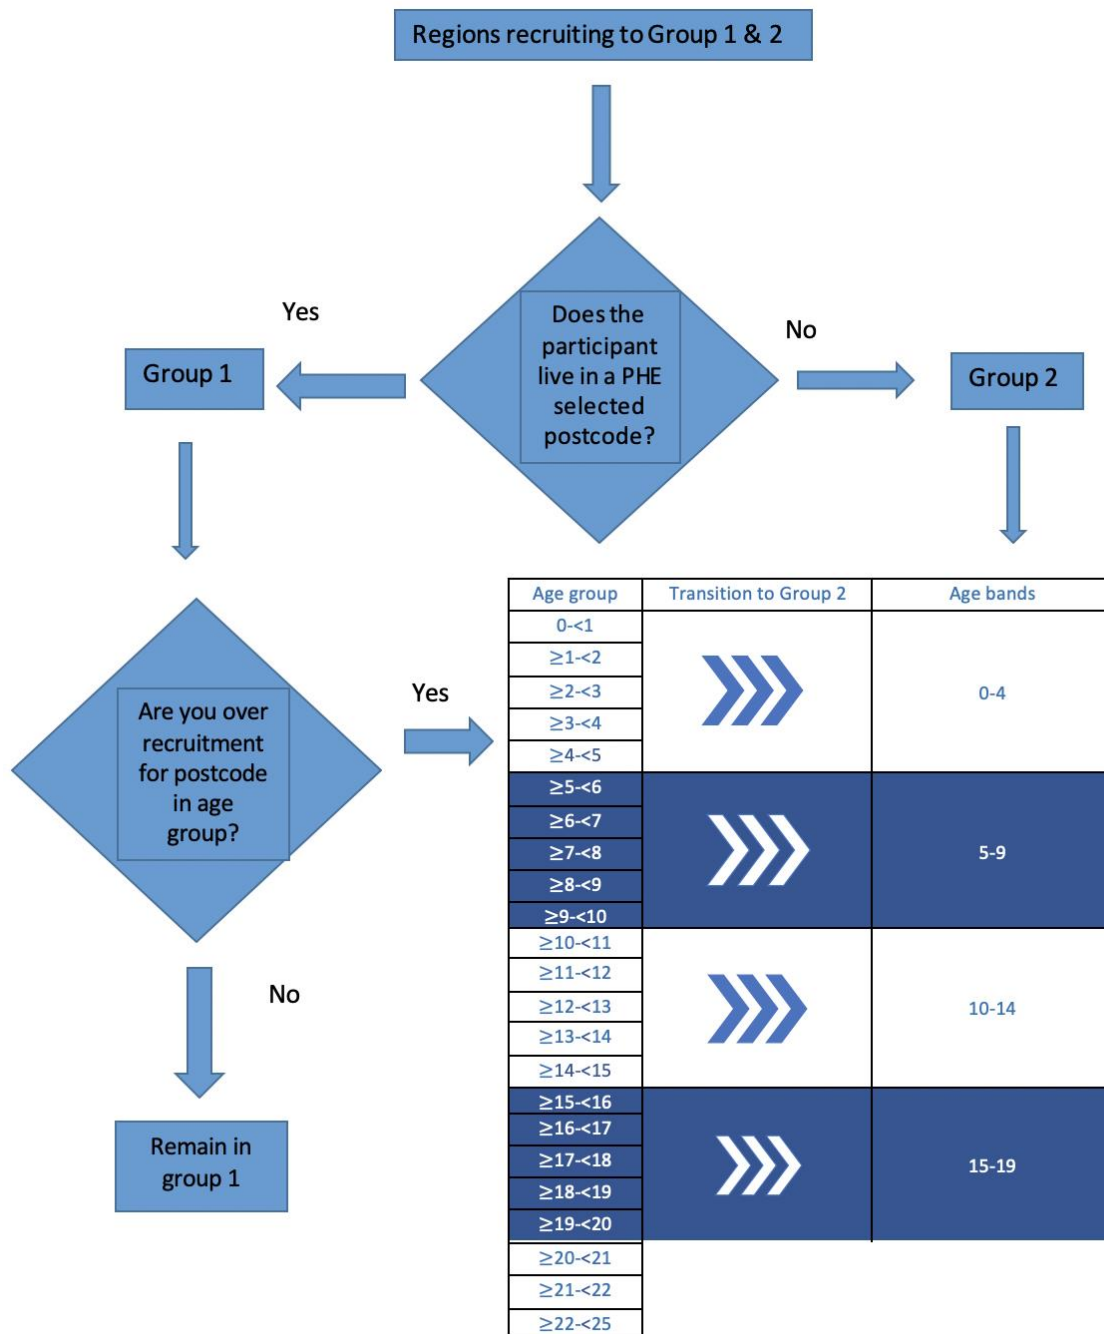 Regions recruiting to Group 1 & 2
Does the
participant
live in a PHE
selected
postcode?
Yes
No
Group 1
Group 2
Are you over
recruitment
for postcode
in age
group?
Yes
No
Remain in
group 1
Age group Transition to Group 2 Age bands
0-<1
≥1-<2
≥2-<3
0-4
≥3-<4
≥4-<5
≥5-<6
≥6-<7
≥7-<8
5-9
≥8-<9
≥9-<10
≥10-<11
≥11-<12
≥12-<13
10-14
≥13-<14
≥14-<15
≥15-<16
≥16-<17
≥17-<18
15-19
≥18-<19
≥19-<20
≥20-<21
≥21-<22
≥22-<25